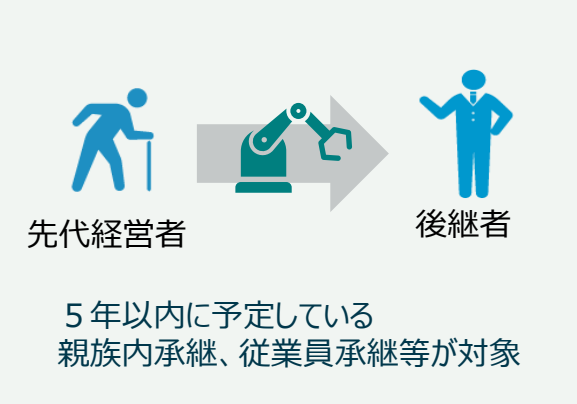 先代経営者
後継者
５年以内に予定している
親族内承継、従業員承継等が対象